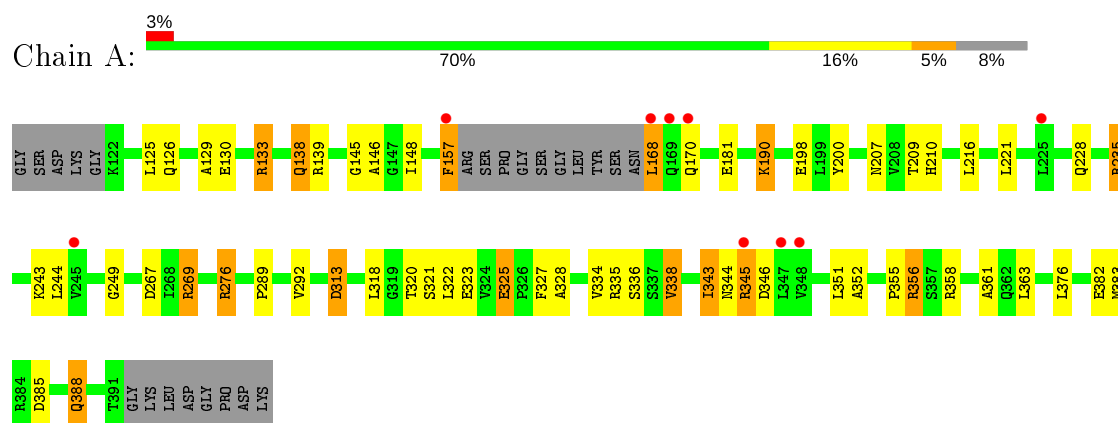 3%
Chain A:
70% 16% 5% 8%
GLY SER ASP LYS GLY K122 L125 Q126 A129 E130 R133 Q138 R139 G145 A146 G147 I148 F157 ARG SER PRO GLY SER GLY LEU TYR SER ASN L168 Q169 Q170 E181 K190 E198 L199 Y200 N207 V208 T209 H210 L216 L221 L225 Q228
K243 L244 V245 G249 D267 I268 R269 R276 P289 V292 D313 L318 G319 T320 S321 L322 E323 V324 E325 P326 F327 A328 V334 R335 S336 S337 V338 I343 N344 R345 D346 L347 V348 L351 A352 P355 R356 S357 R358 A361 Q362 L363 L376 E382
R384 D385 Q388 T391 GLY LYS LEU ASP GLY PRO ASP LYS